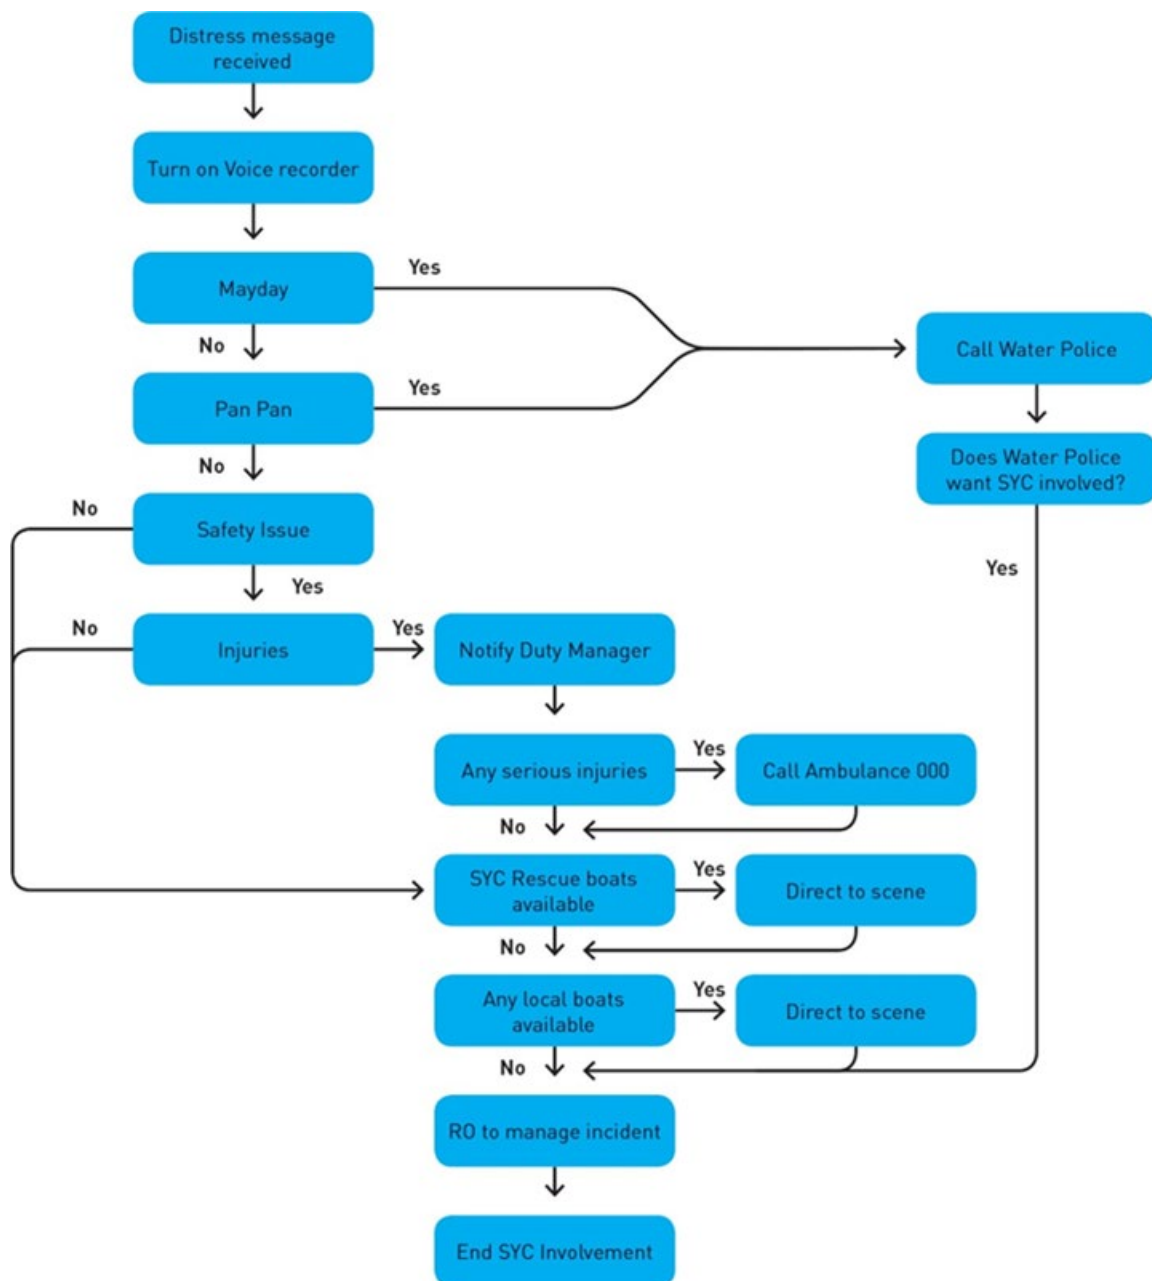 Distress message
received
Turn on Voice recorder
Mayday
Yes
No
Call Water Police
Pan Pan
Yes
No
Does Water Police
want SYC involved?
No
Safety Issue
Yes
Yes
No
Injuries
Yes
Notify Duty Manager
Any serious injuries
Yes
Call Ambulance 000
No
SYC Rescue boats
available
Yes
Direct to scene
No
Any local boats
available
Yes
Direct to scene
No
RO to manage incident
End SYC Involvement